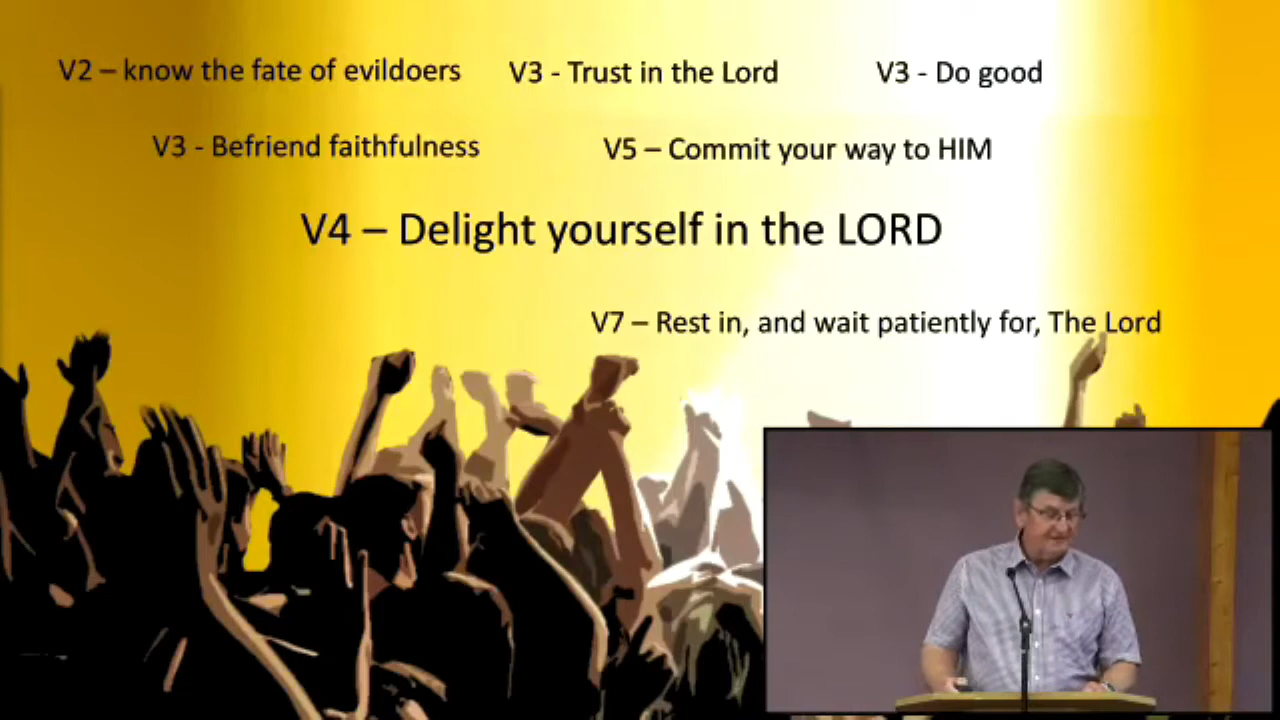 V2 – know the fate of evildoers V3 - Trust in the Lord V3 - Do good
V3 - Befriend faithfulness V5 – Commit your way to HIM
V4 – Delight yourself in the LORD
V7 – Rest in, and wait patiently for, The Lord